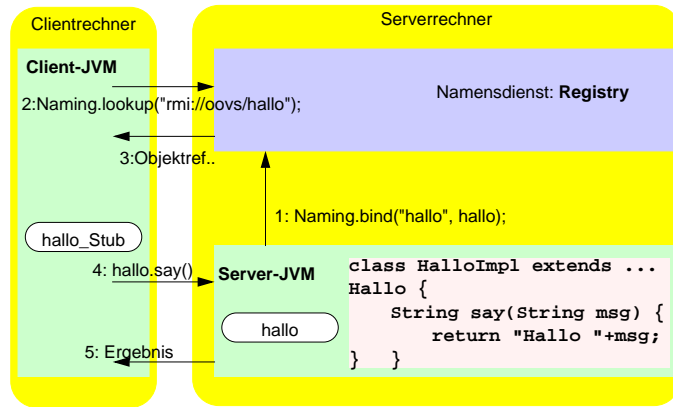 Clientrechner
Serverrechner
Client-JVM
2:Naming.lookup("rmi://oovs/hallo");
Namensdienst: Registry
3:Objektref..
1: Naming.bind("hallo", hallo);
hallo_Stub
4: hallo.say()
Server-JVM
hallo
class HalloImpl extends ...
Hallo {
String say(String msg) {
return "Hallo "+msg;
} }
5: Ergebnis